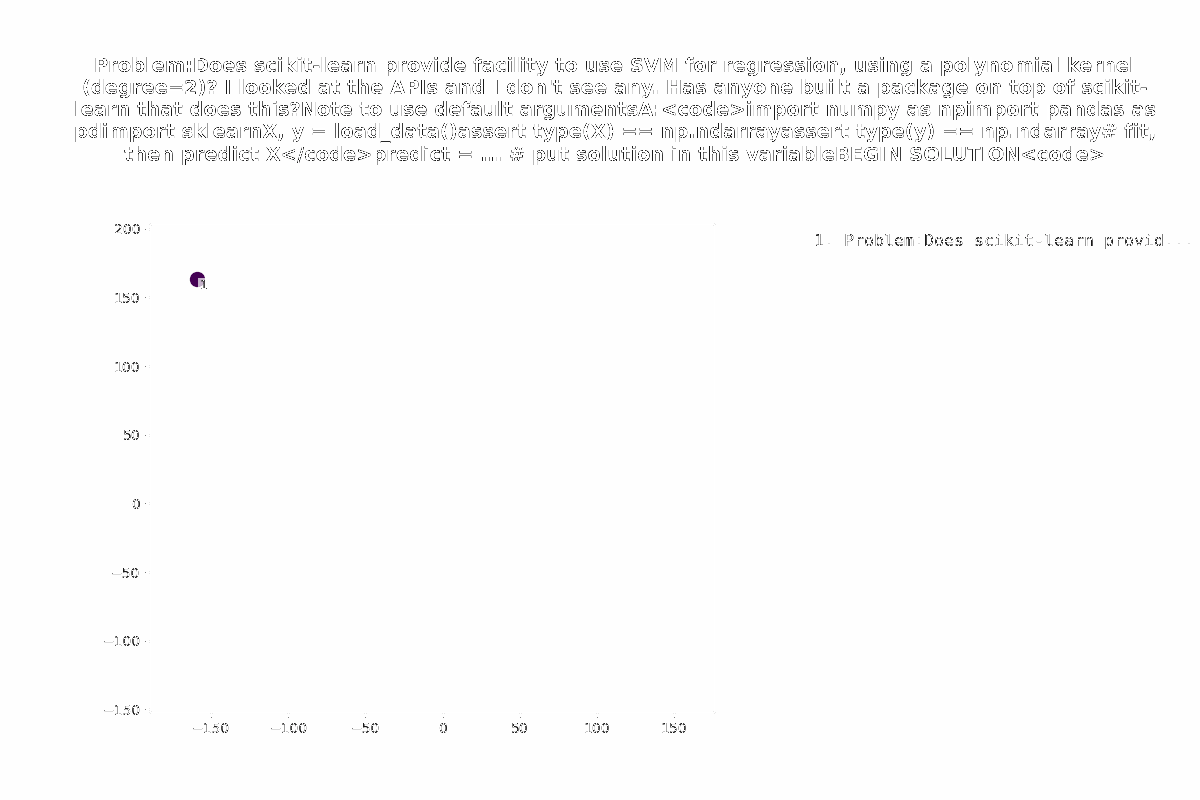 Problem:Does scikit-learn provide facility to use SVM for regression, using a polynomial kernel
(degree=2)? I looked at the APIs and I don't see any. Has anyone built a package on top of scikit-
learn that does this?Note to use default argumentsA:<code>import numpy as npimport pandas as
pdimport sklearnX, y = load_data()assert type(X) == np.ndarrayassert type(y) == np.ndarray# fit,
then predict X</code>predict = ... # put solution in this variableBEGIN SOLUTION<code>
200
1. Problem:Does scikit-learn provid...
1
150
100
50
0
−50
−100
−150
−150 −100 −50 0 50 100 150